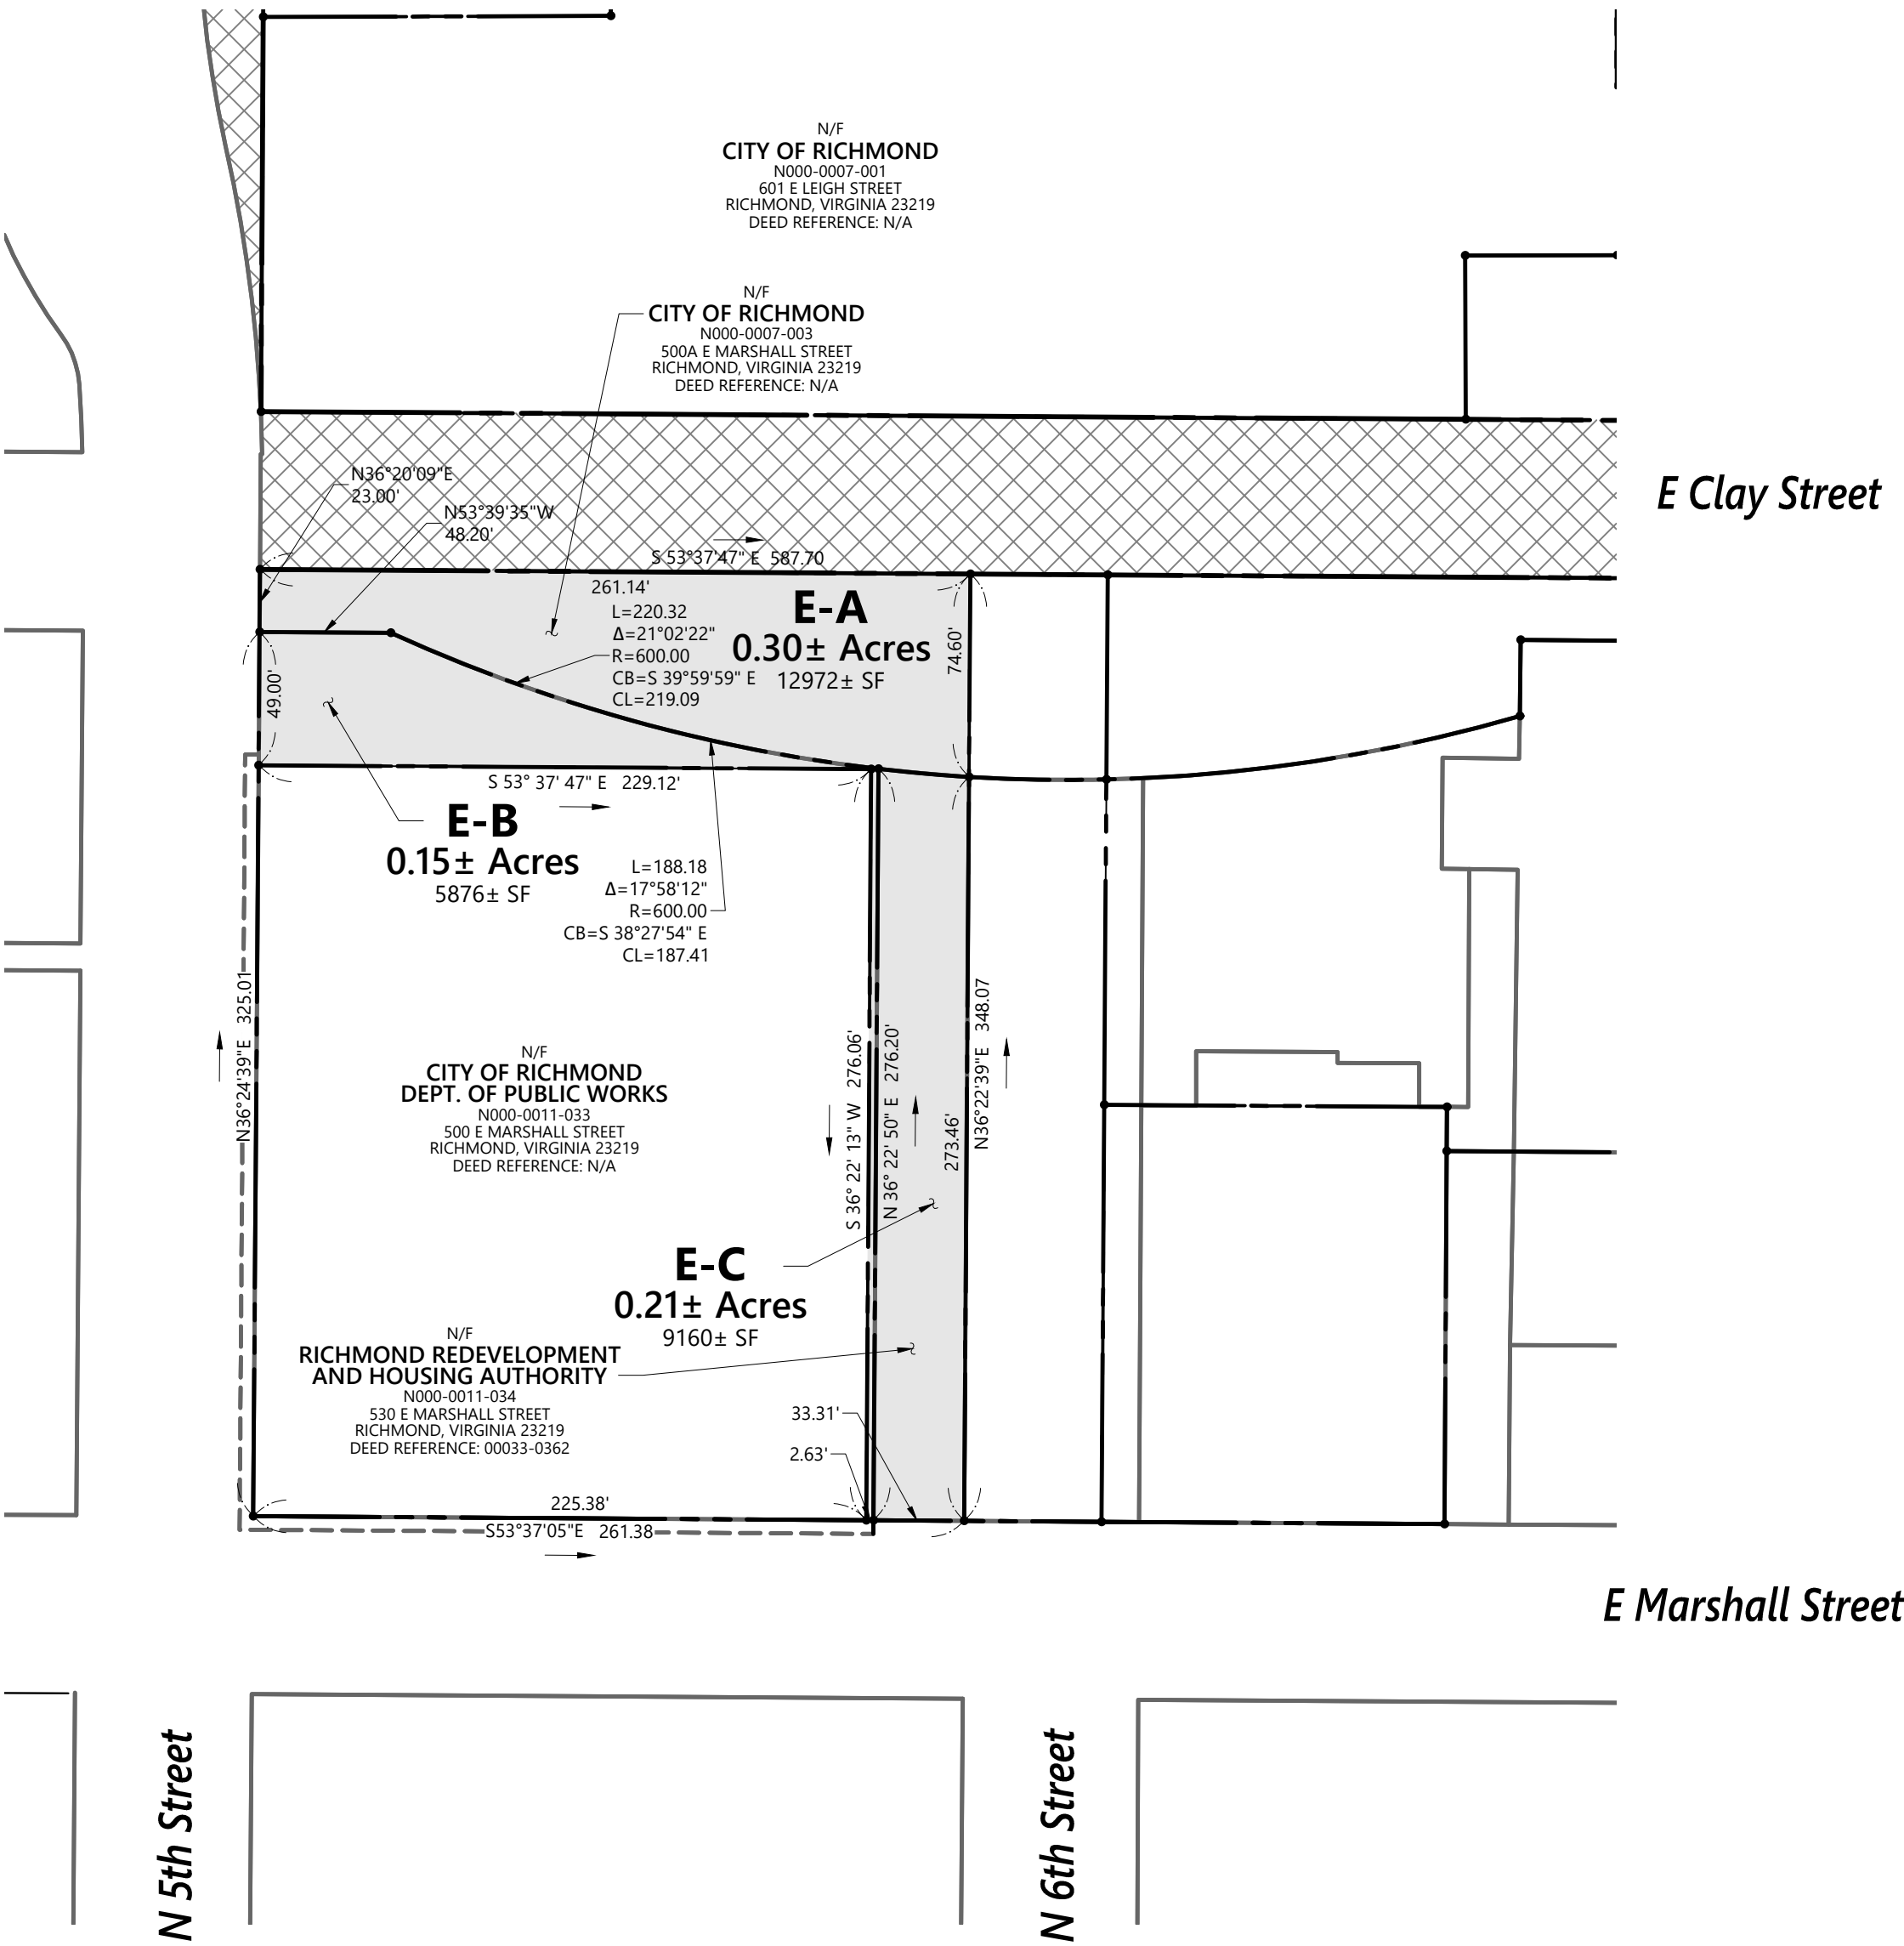 N/F
CITY OF RICHMOND
N000-0007-001
601 E LEIGH STREET
RICHMOND, VIRGINIA 23219
DEED REFERENCE: N/A
N/F
CITY OF RICHMOND
N000-0007-003
500A E MARSHALL STREET
RICHMOND, VIRGINIA 23219
DEED REFERENCE: N/A
E Clay Street
N36°20'09"E
23.00'
N53°39'35"W
48.20'
S 53°37'47" E 587.70
261.14'
L=220.32
Δ=21°02'22"
R=600.00
CB=S 39°59'59" E
CL=219.09
E-A
0.30± Acres
12972± SF
74.60'
49.00'
S 53° 37' 47" E 229.12'
E-B
0.15± Acres
5876± SF
L=188.18
Δ=17°58'12"
R=600.00
CB=S 38°27'54" E
CL=187.41
N36°24'39"E 325.01
S 36° 22' 13" W 276.06'
N 36° 22' 50" E 276.20'
273.46'
N36°22'39"E 348.07
N/F
CITY OF RICHMOND
DEPT. OF PUBLIC WORKS
N000-0011-033
500 E MARSHALL STREET
RICHMOND, VIRGINIA 23219
DEED REFERENCE: N/A
E-C
0.21± Acres
9160± SF
N/F
RICHMOND REDEVELOPMENT
AND HOUSING AUTHORITY
N000-0011-034
530 E MARSHALL STREET
RICHMOND, VIRGINIA 23219
DEED REFERENCE: 00033-0362
33.31'
2.63'
225.38'
S53°37'05"E 261.38
E Marshall Street
N 5th Street
N 6th Street